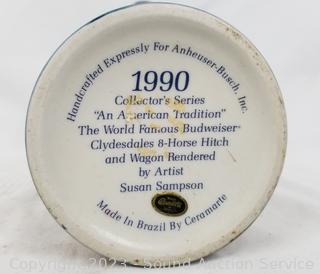 Handcrafted Expressly For Anheuser-Busch, Inc.
1990
Collector's Series
"An American Tradition"
The World Famous Budweiser
Clydesdales 8-Horse Hitch
and Wagon Rendered
by Artist
Susan Sampson
Made In Brazil By Ceramarte
Copyright 2023 - Sound Auction Service